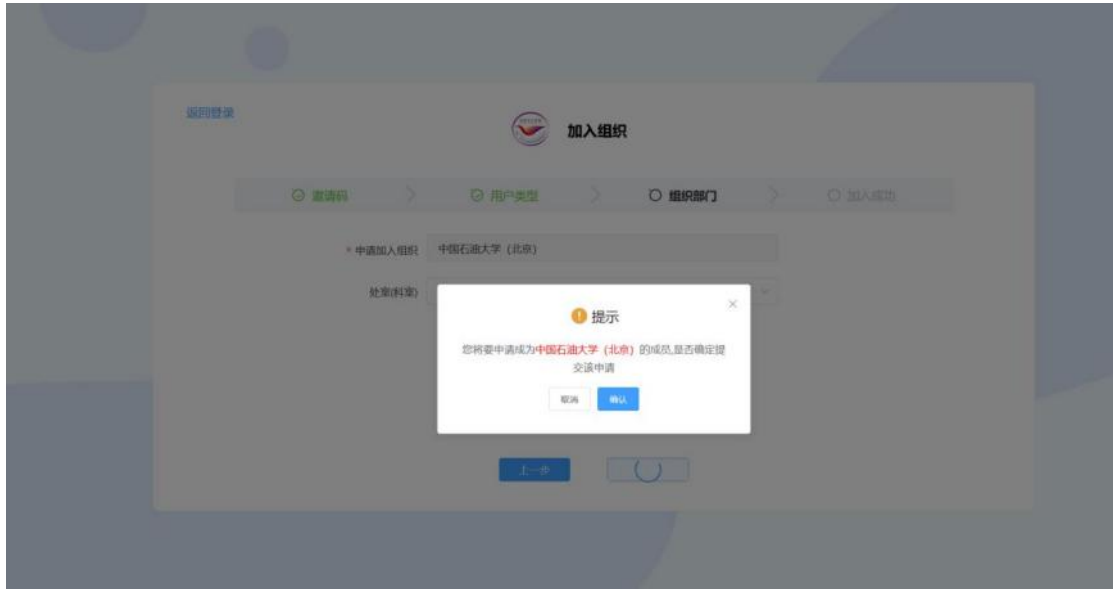 返回登录
加入组织
邀请码
用户类型
组织部门
加入成功
* 申请加入组织
中国石油大学（北京）
处室(科室)
提示
您将要申请成为中国石油大学（北京）的成员,是否确定提
交该申请
取消
确认
上一步